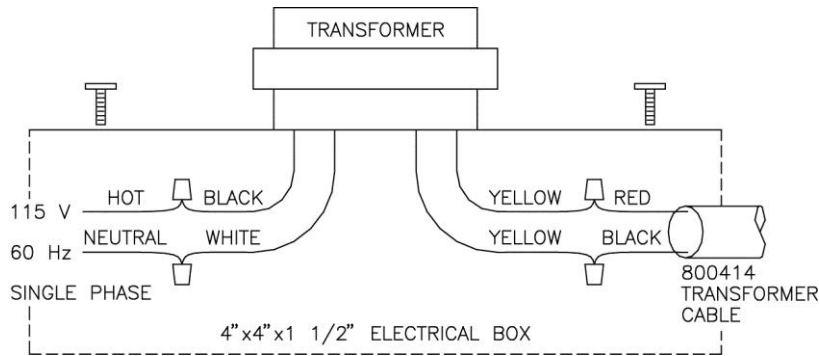 TRANSFORMER
HOT BLACK YELLOW RED
115 V
NEUTRAL WHITE YELLOW BLACK
60 Hz
SINGLE PHASE
800414
TRANSFORMER
CABLE
4"x4"x1 1/2" ELECTRICAL BOX